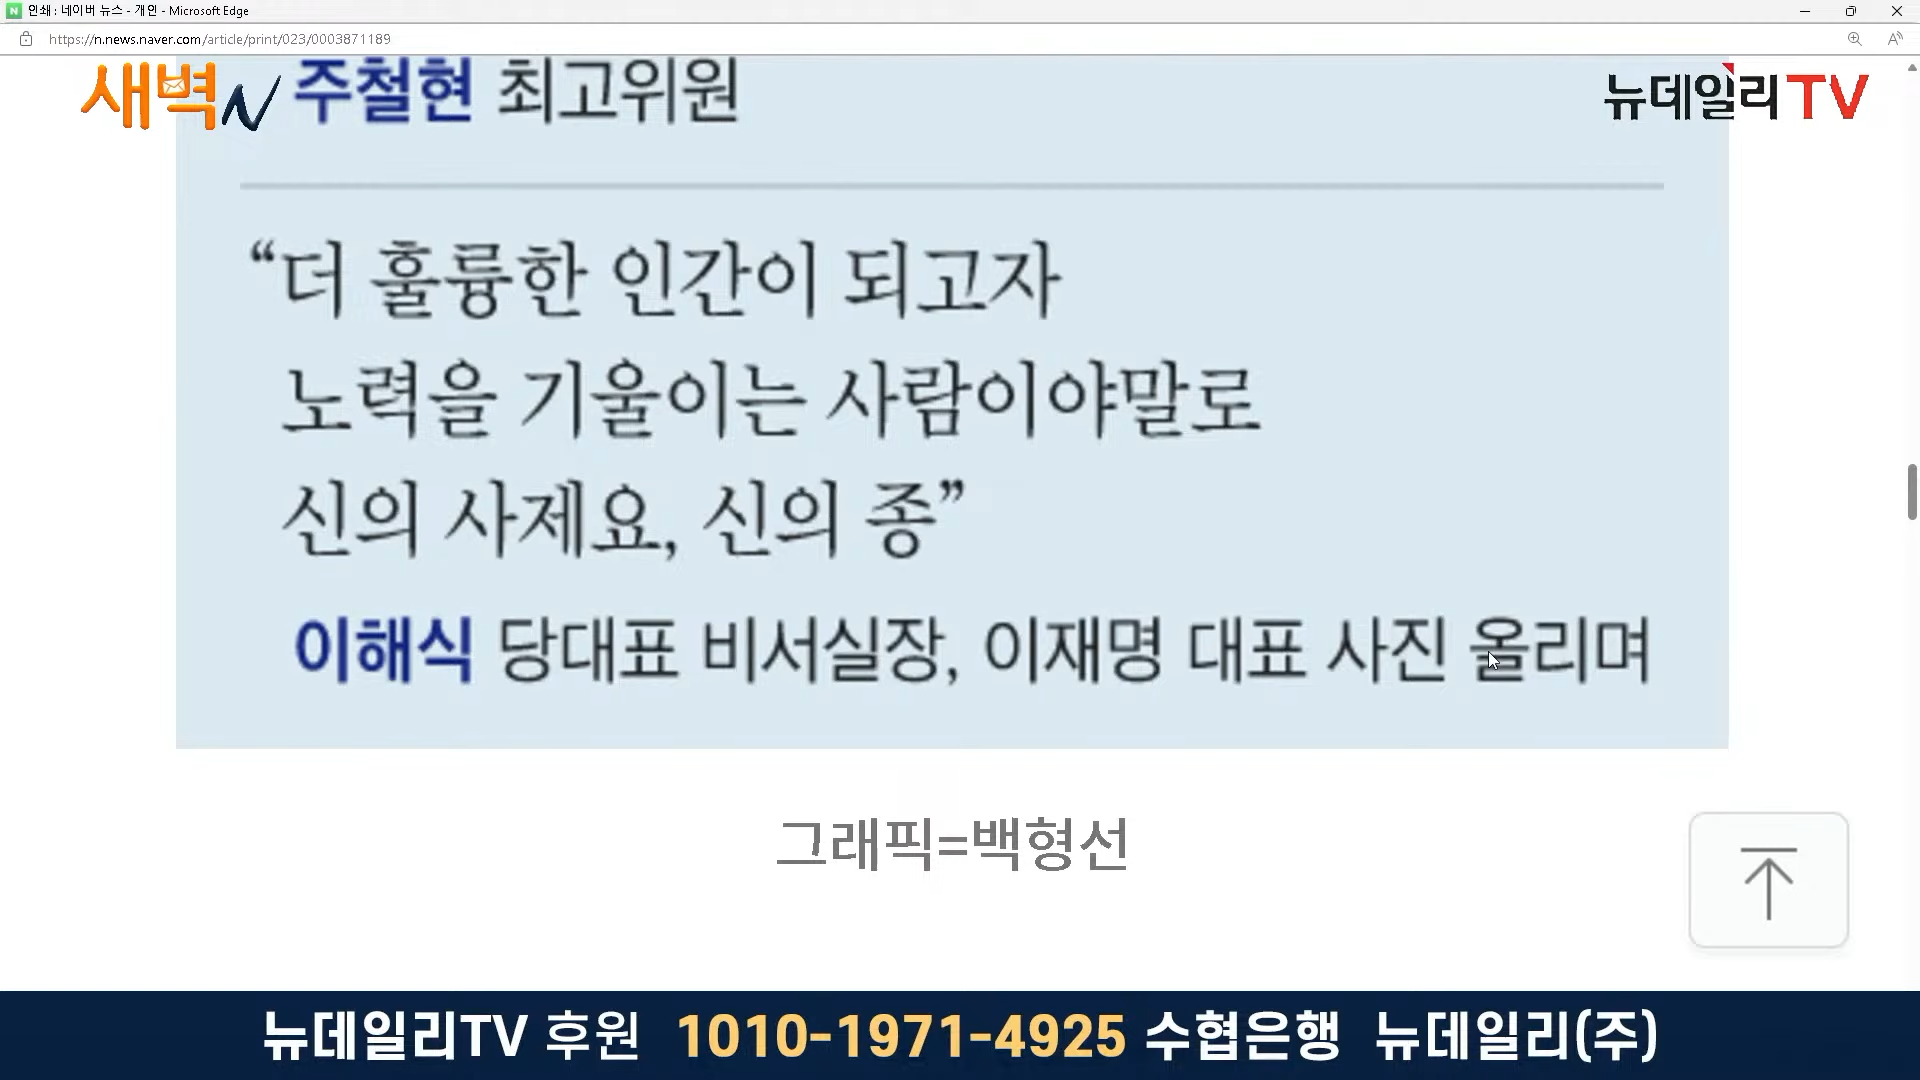 인쇄 : 네이버 뉴스 - 개인 - Microsoft Edge
https://n.news.naver.com/article/print/023/0003871189
새벽N
주철현 최고위원
뉴데일리TV
“더 훌륭한 인간이 되고자
노력을 기울이는 사람이야말로
신의 사제요, 신의 종”
이해식 당대표 비서실장, 이재명 대표 사진 올리며
그래픽=백형선
뉴데일리TV 후원 1010-1971-4925 수협은행 뉴데일리(주)